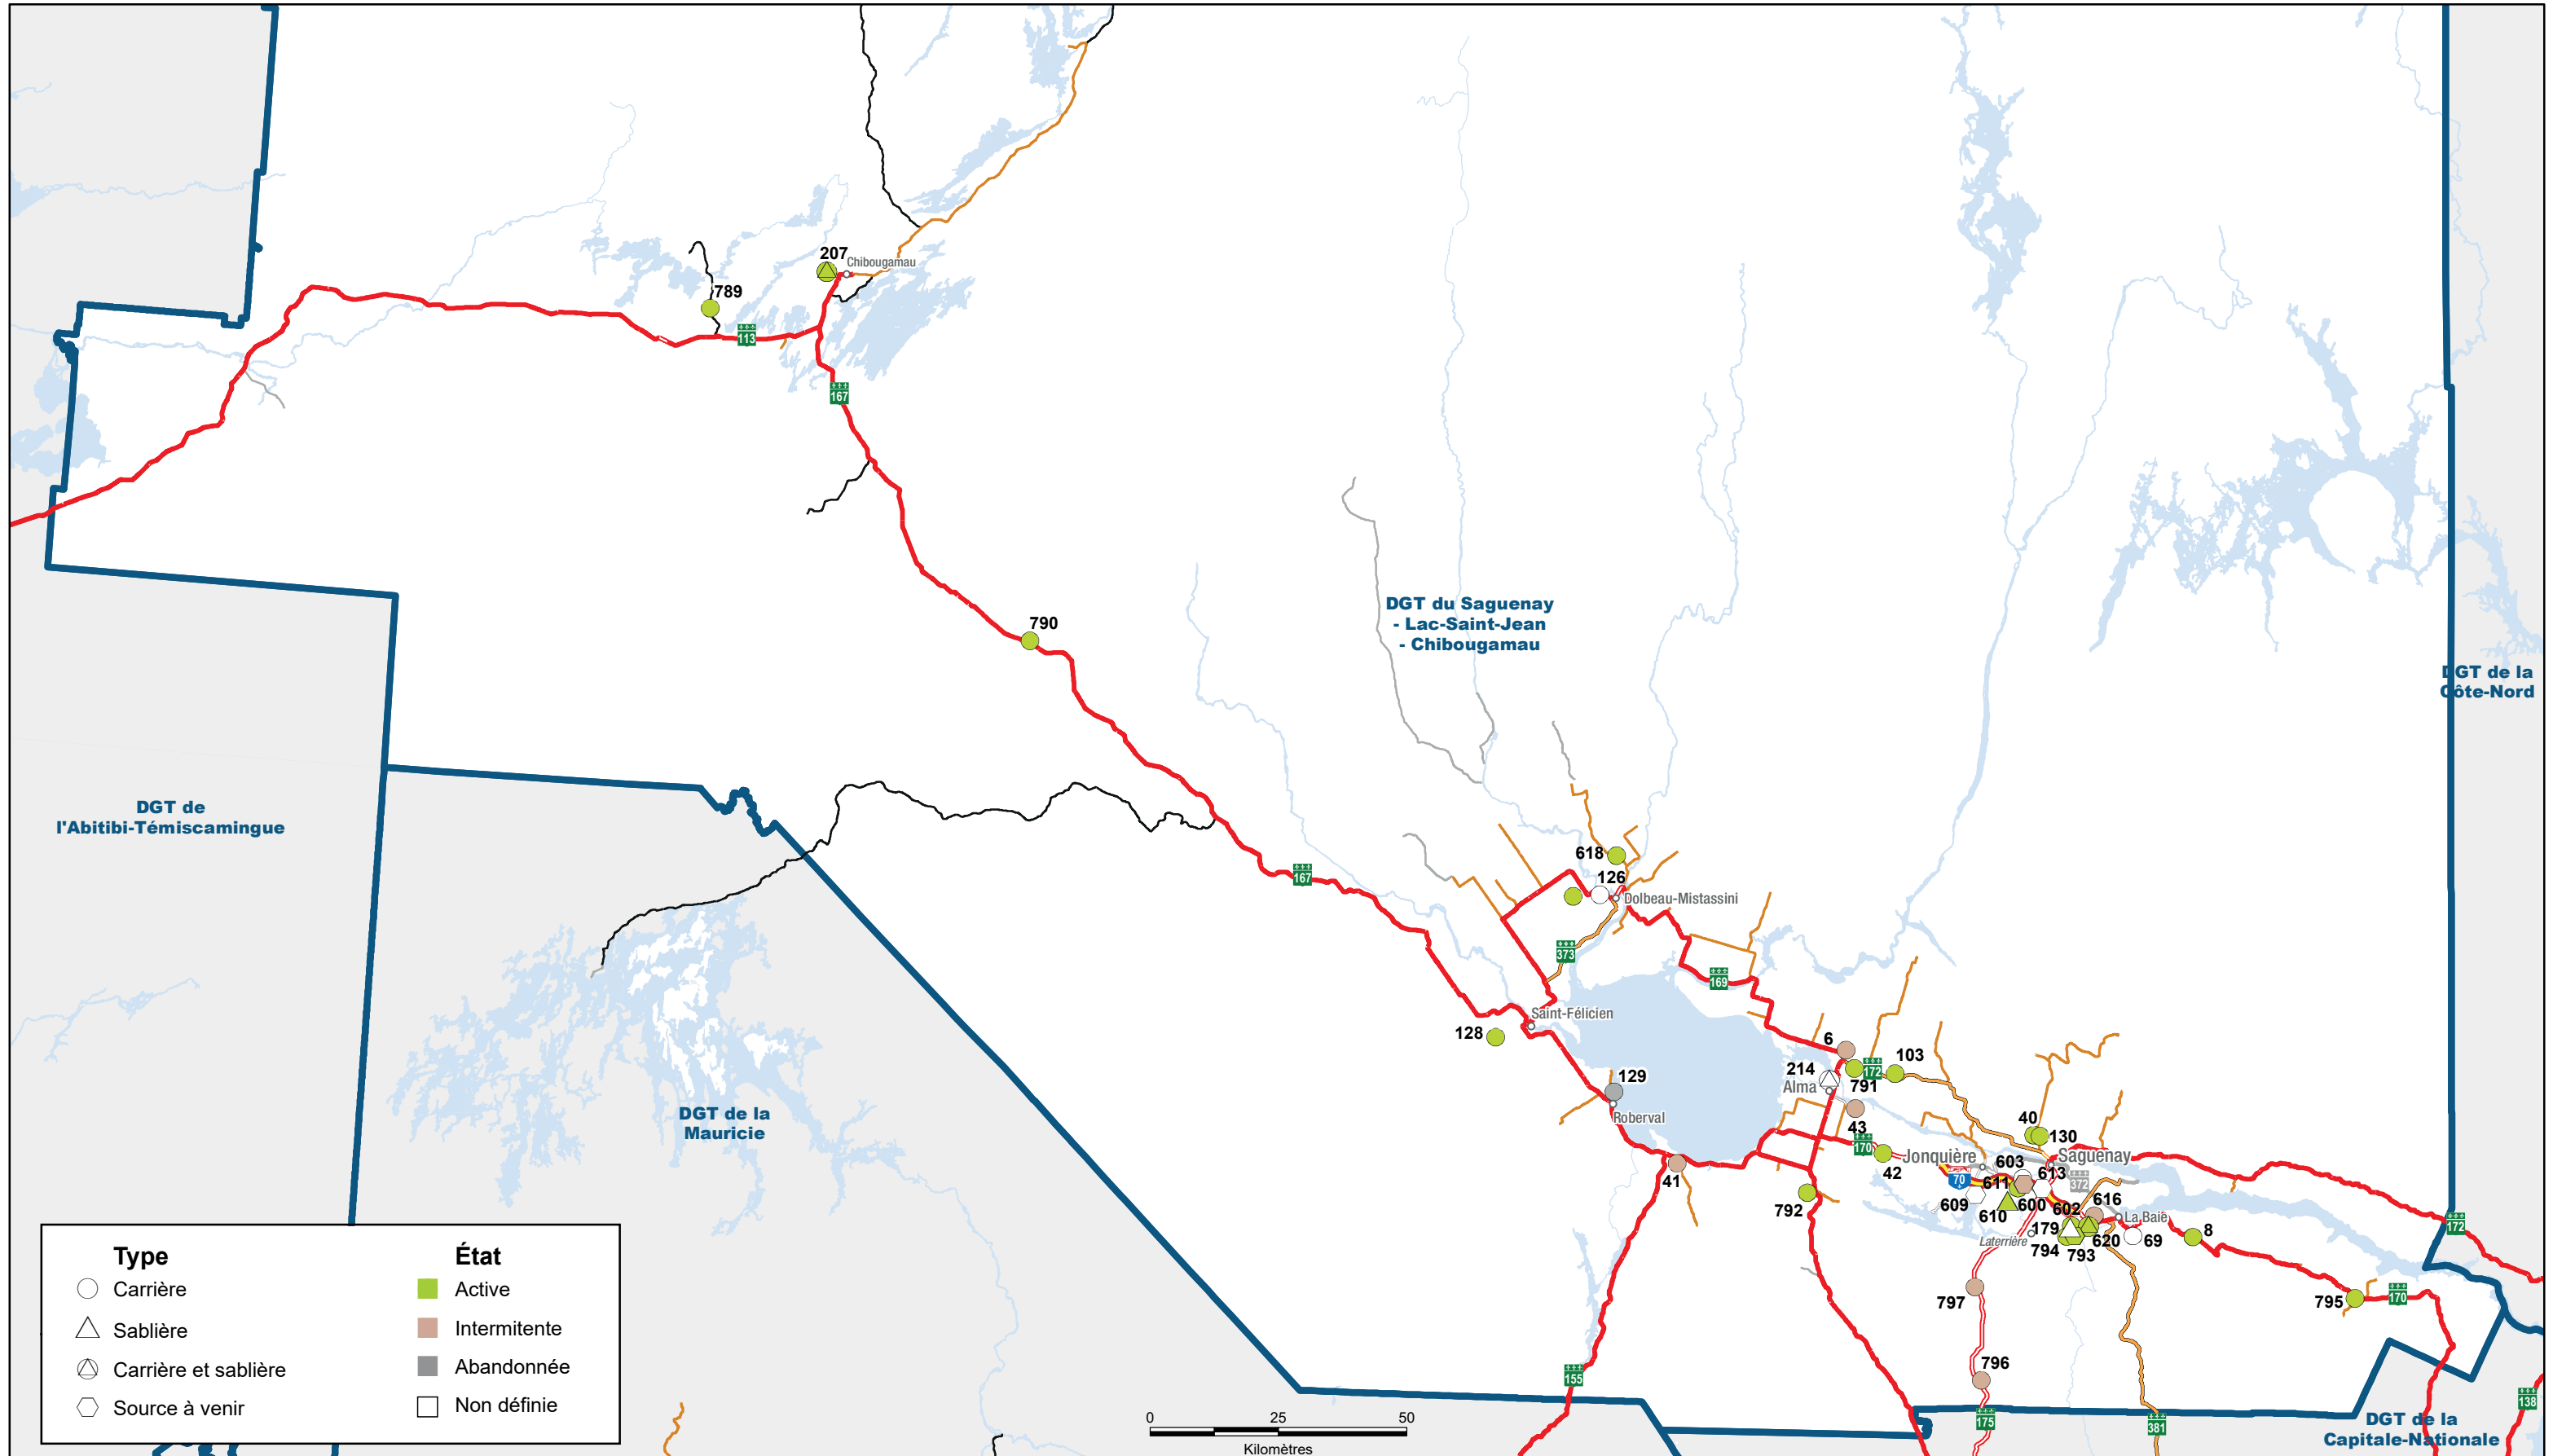 207
Chibougamau
789
113
167
790
DGT du Saguenay
- Lac-Saint-Jean
- Chibougamau
DGT de la
Côte-Nord
DGT de
l'Abitibi-Témiscamingue
167
618
126
Dolbeau-Mistassini
373
169
Saint-Félicien
128
6
103
172
214
791
Alma
129
Roberval
43
40
130
170
42
Jonquière
603
Saguenay
613
70
611
372
41
609
610
600
602
616
792
179
La Baie
Laterrière
794
793
620
69
8
172
DGT de la
Mauricie
797
795
170
796
155
175
381
138
DGT de la
Capitale-Nationale
Type
Carrière
Sablière
Carrière et sablière
Source à venir
État
Active
Intermitente
Abandonnée
Non définie
0 25 50
Kilomètres